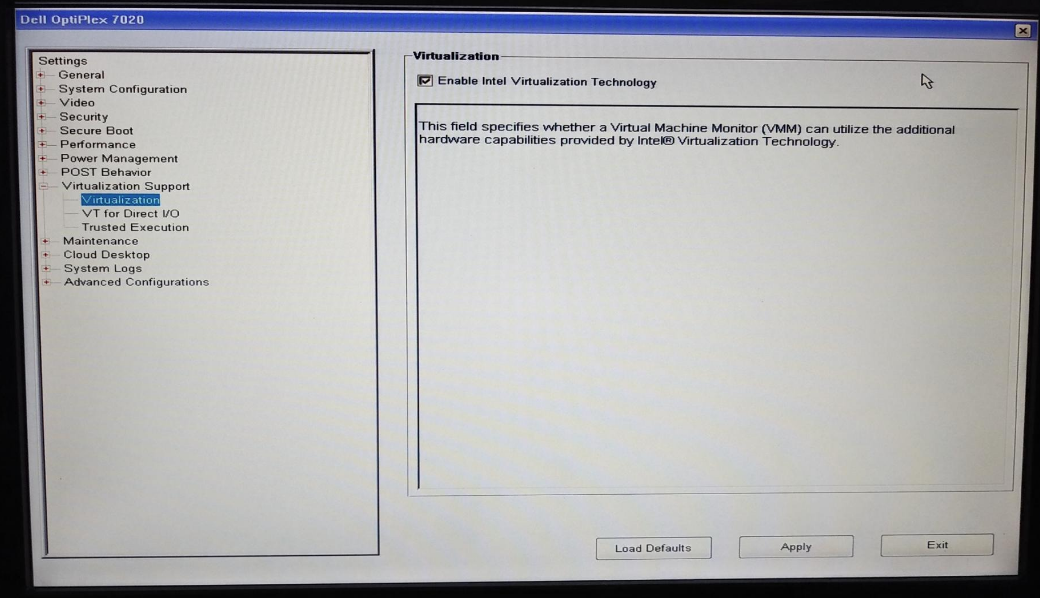 Dell OptiPlex 7020
Settings
General
System Configuration
Video
Security
Secure Boot
Performance
Power Management
POST Behavior
Virtualization Support
Virtualization
VT for Direct I/O
Trusted Execution
Maintenance
Cloud Desktop
System Logs
Advanced Configurations
Virtualization
Enable Intel Virtualization Technology
This field specifies whether a Virtual Machine Monitor (VMM) can utilize the additional
hardware capabilities provided by Intel® Virtualization Technology.
Load Defaults
Apply
Exit